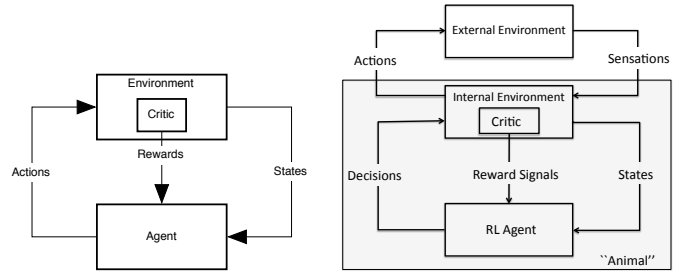 Environment
Critic
Rewards
Actions
States
Agent
External Environment
Actions
Sensations
Internal Environment
Critic
Decisions
Reward Signals
States
RL Agent
``Animal''